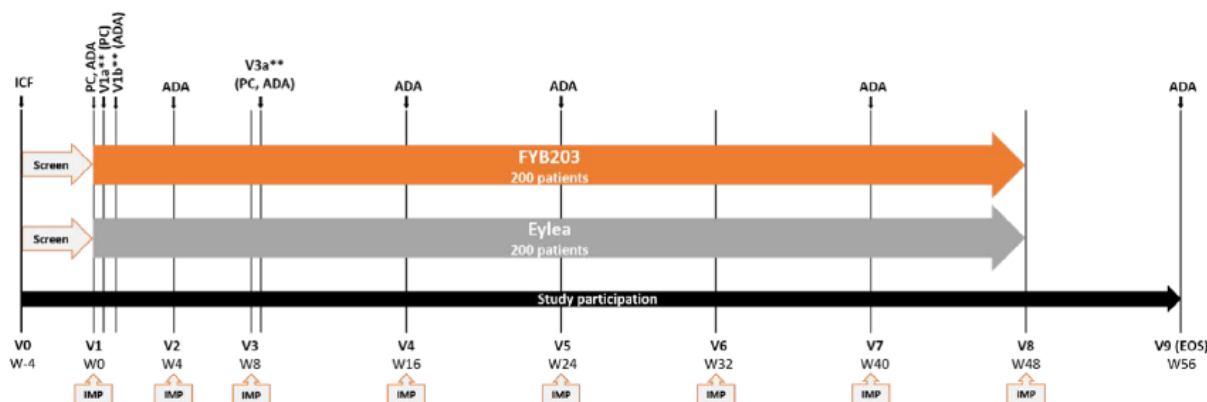 ICF
PC, ADA
V1a** (PC)
V1b** (ADA)
ADA
V3a**
(PC, ADA)
ADA
ADA
ADA
ADA
Screen
FYB203
200 patients
Screen
Eylea
200 patients
Study participation
V0
V1
V2
V3
V4
V5
V6
V7
V8
V9 (EOS)
W-4
W0
W4
W8
W16
W24
W32
W40
W48
W56
IMP
IMP
IMP
IMP
IMP
IMP
IMP
IMP